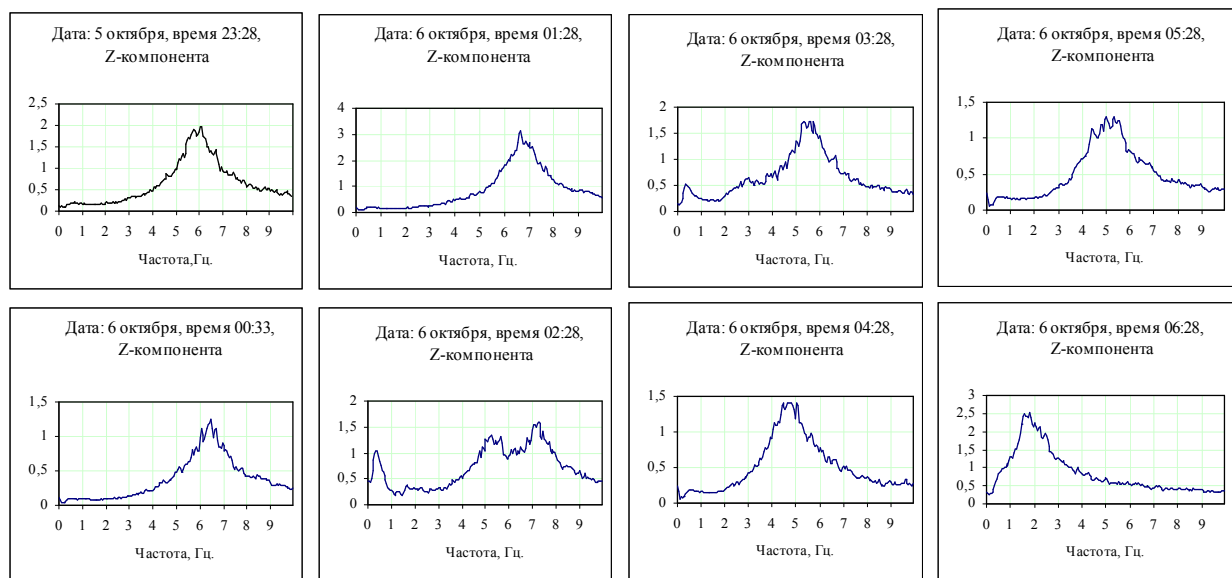 Дата: 5 октября, время 23:28,
Z-компонента
2,5
2
1,5
1
0,5
0
0 1 2 3 4 5 6 7 8 9
Частота,Гц.
Дата: 6 октября, время 01:28,
Z-компонента
4
3
2
1
0
0 1 2 3 4 5 6 7 8 9
Частота, Гц.
Дата: 6 октября, время 03:28,
Z-компонента
2
1,5
1
0,5
0
0 1 2 3 4 5 6 7 8 9
Частота, Гц.
Дата: 6 октября, время 05:28,
Z-компонента
1,5
1
0,5
0
0 1 2 3 4 5 6 7 8 9
Частота, Гц.
Дата: 6 октября, время 00:33,
Z-компонента
1,5
1
0,5
0
0 1 2 3 4 5 6 7 8 9
Частота, Гц.
Дата: 6 октября, время 02:28,
Z-компонента
2
1,5
1
0,5
0
0 1 2 3 4 5 6 7 8 9
Частота, Гц.
Дата: 6 октября, время 04:28,
Z-компонента
1,5
1
0,5
0
0 1 2 3 4 5 6 7 8 9
Частота, Гц.
Дата: 6 октября, время 06:28,
Z-компонента
3
2,5
2
1,5
1
0,5
0
0 1 2 3 4 5 6 7 8 9
Частота, Гц.